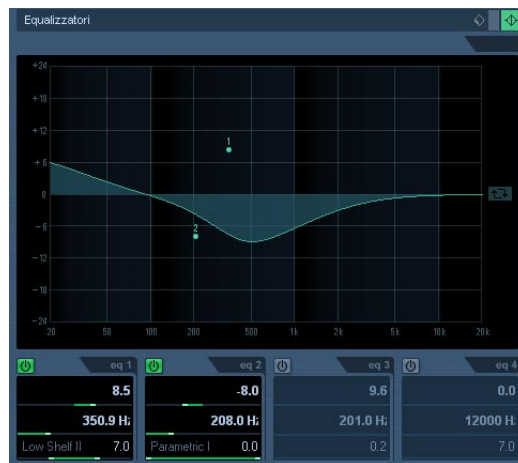 Equalizzatori
+24
+18
+12
1
+6
0
-6
2
-12
-18
-24
20 50 100 200 500 1k 2k 5k 10k 20k
eq 1 eq 2 eq 3 eq 4
8.5 -8.0 9.6 0.0
350.9 Hz 208.0 Hz 201.0 Hz 12000 Hz
Low Shelf II 7.0 Parametric I 0.0 0.2 7.0